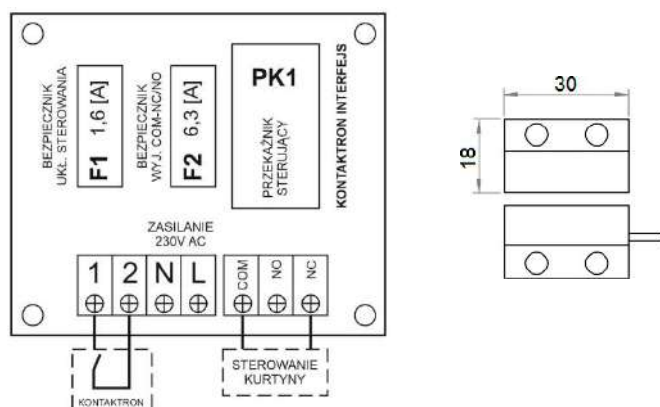 BEZPIECZNIK
UKŁ. STEROWANIA
F1 1,6 [A]
BEZPIECZNIK
WYJ. COM-NC/NO
F2 6,3 [A]
PK1
PRZEKAŹNIK
STERUJĄCY
KONTAKTRON INTERFEJS
ZASILANIE
230V AC
1 2 N L
COM NO NC
KONTAKTRON
STEROWANIE
KURTYNY
30
18